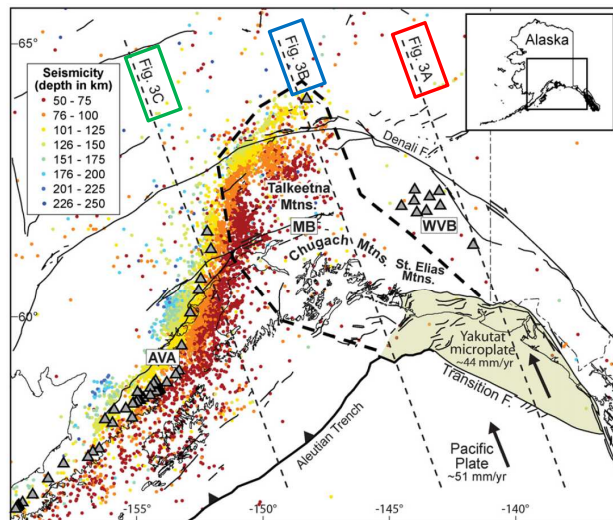 65°
60°
Seismicity
(depth in km)
50 - 75
76 - 100
101 - 125
126 - 150
151 - 175
176 - 200
201 - 225
226 - 250
Fig. 3C
Fig. 3B
Fig. 3A
Alaska
Denali F.
Talkeetna
Mtns.
MB
WVB
Chugach Mtns.
St. Elias
Mtns.
AVA
Yakutat
microplate
~44 mm/yr
Transition F.
Aleutian Trench
Pacific
Plate
~51 mm/yr
-155°
-150°
-145°
-140°